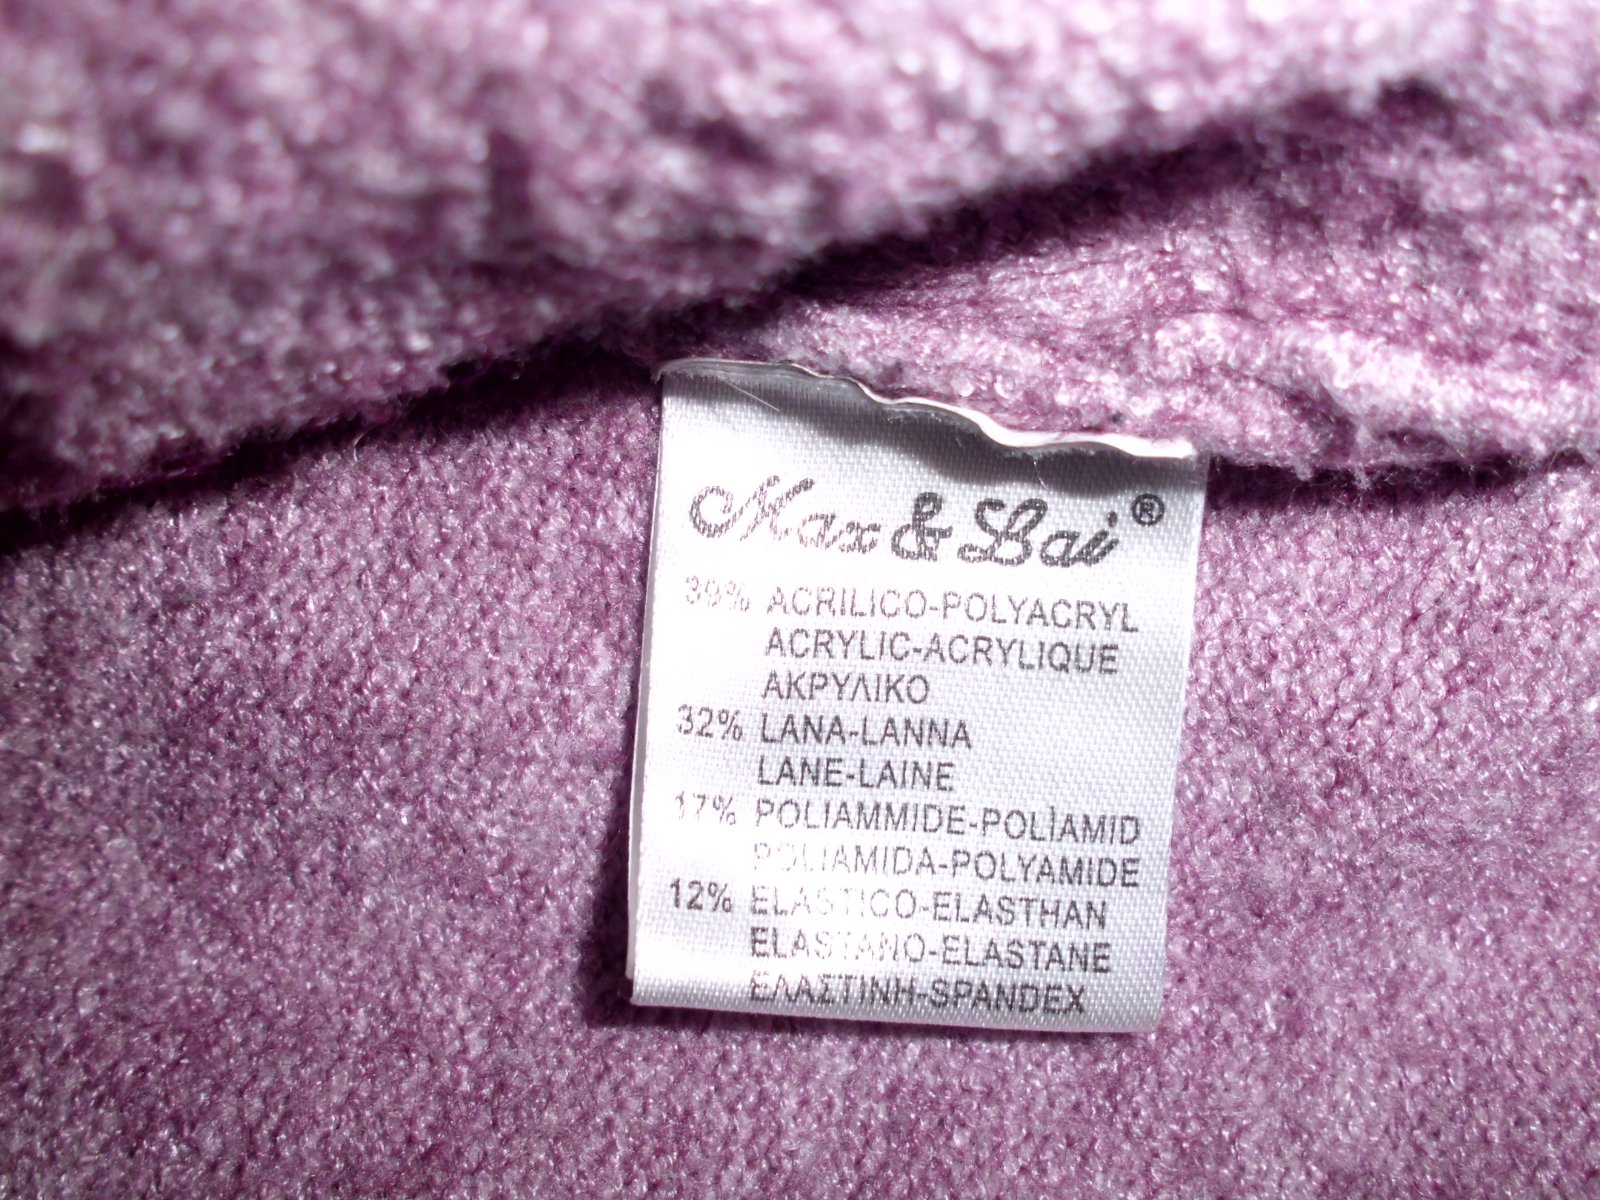 Max & Lai ®
39% ACRILICO-POLYACRYL
ACRYLIC-ACRYLIQUE
ΑΚΡΥΛΙΚΟ
32% LANA-LANNA
LANE-LAINE
17% POLIAMMIDE-POLÌAMID
POLIAMIDA-POLYAMIDE
12% ELASTICO-ELASTHAN
ELASTANO-ELASTANE
ΕΛΑΣΤΙΝΗ-SPANDEX